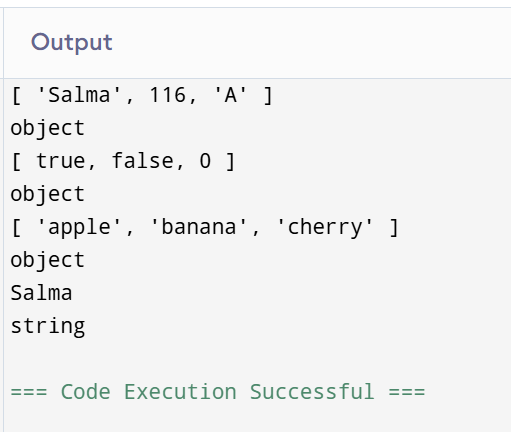 Output
[ 'Salma', 116, 'A' ]
object
[ true, false, 0 ]
object
[ 'apple', 'banana', 'cherry' ]
object
Salma
string
=== Code Execution Successful ===